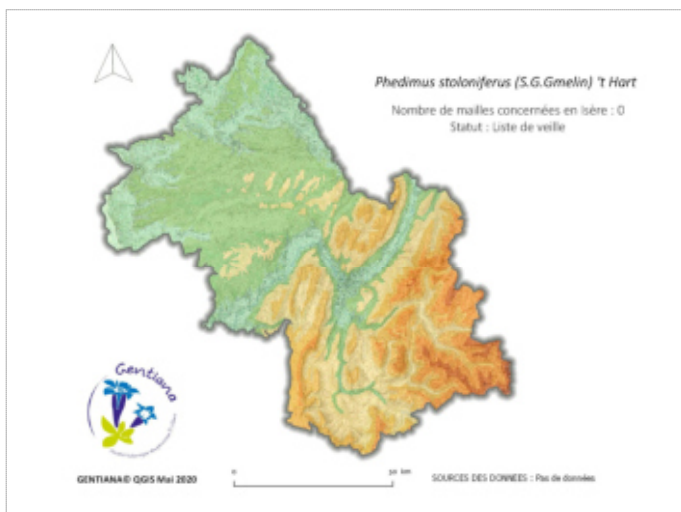 Phedimus stoloniferus (S.G.Gmelin) 't Hart
Nombre de mailles concernées en Isère : 0
Statut : Liste de veille
Gentiana
0
km
GENTIANA© QGIS Mai 2020
SOURCES DES DONNÉES : Pas de données